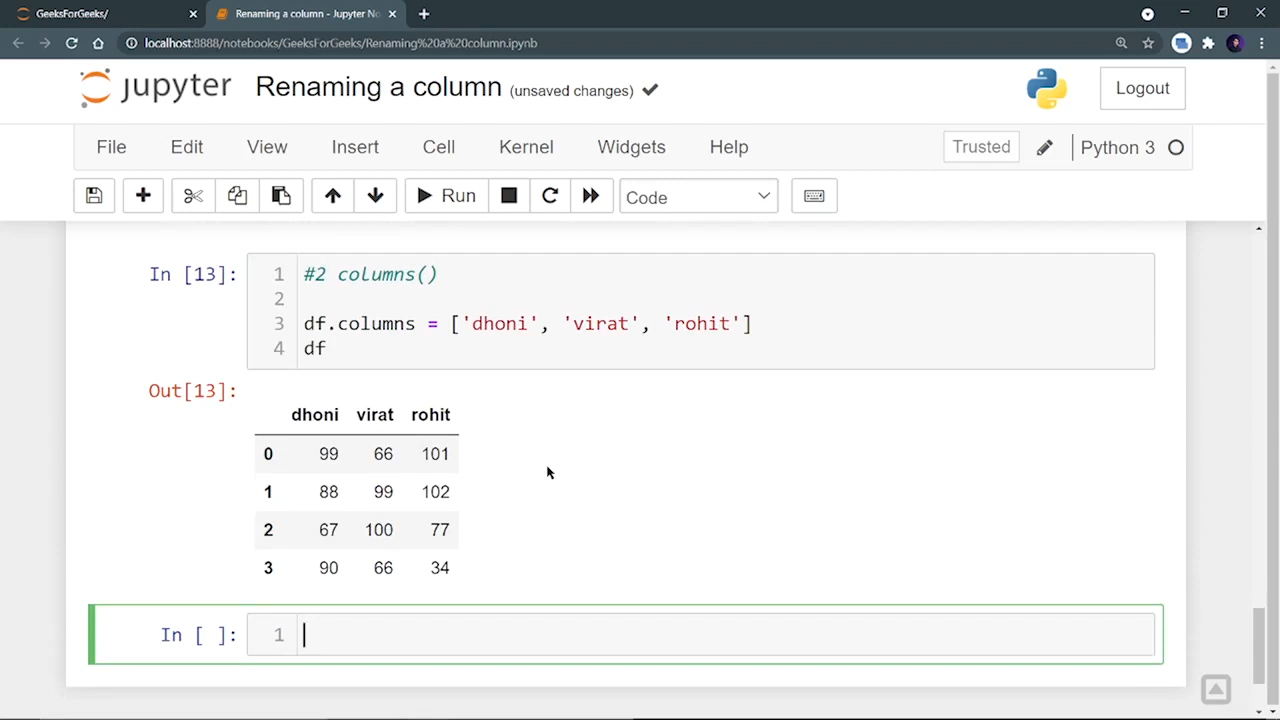 GeeksForGeeks/
Renaming a column - Jupyter No
localhost:8888/notebooks/GeeksForGeeks/Renaming%20a%20column.ipynb
jupyter Renaming a column (unsaved changes)
Logout
File Edit View Insert Cell Kernel Widgets Help Trusted Python 3
Run Code
In [13]: 1 #2 columns()
2
3 df.columns = ['dhoni', 'virat', 'rohit']
4 df
Out[13]:
dhoni virat rohit
0 99 66 101
1 88 99 102
2 67 100 77
3 90 66 34
In [ ]: 1